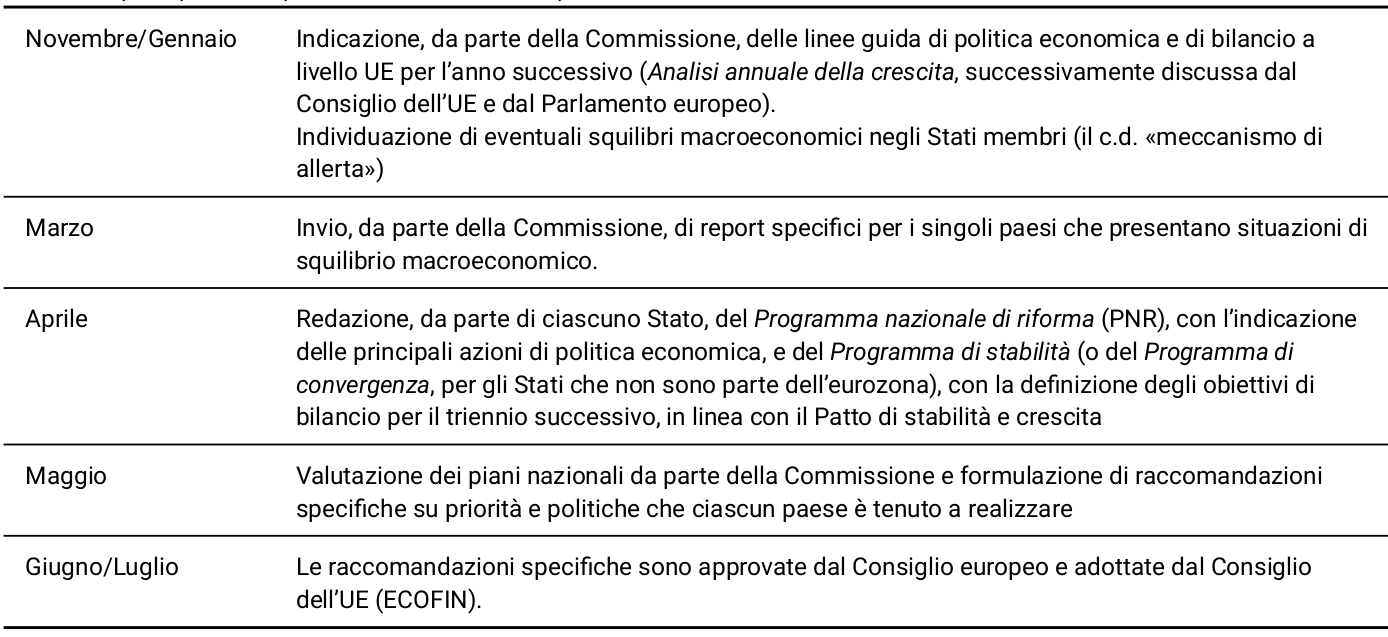 Novembre/Gennaio
Indicazione, da parte della Commissione, delle linee guida di politica economica e di bilancio a
livello UE per l’anno successivo (Analisi annuale della crescita, successivamente discussa dal
Consiglio dell’UE e dal Parlamento europeo).
Individuazione di eventuali squilibri macroeconomici negli Stati membri (il c.d. «meccanismo di
allerta»)
Marzo
Invio, da parte della Commissione, di report specifici per i singoli paesi che presentano situazioni di
squilibrio macroeconomico.
Aprile
Redazione, da parte di ciascuno Stato, del Programma nazionale di riforma (PNR), con l’indicazione
delle principali azioni di politica economica, e del Programma di stabilità (o del Programma di
convergenza, per gli Stati che non sono parte dell’eurozona), con la definizione degli obiettivi di
bilancio per il triennio successivo, in linea con il Patto di stabilità e crescita
Maggio
Valutazione dei piani nazionali da parte della Commissione e formulazione di raccomandazioni
specifiche su priorità e politiche che ciascun paese è tenuto a realizzare
Giugno/Luglio
Le raccomandazioni specifiche sono approvate dal Consiglio europeo e adottate dal Consiglio
dell’UE (ECOFIN).